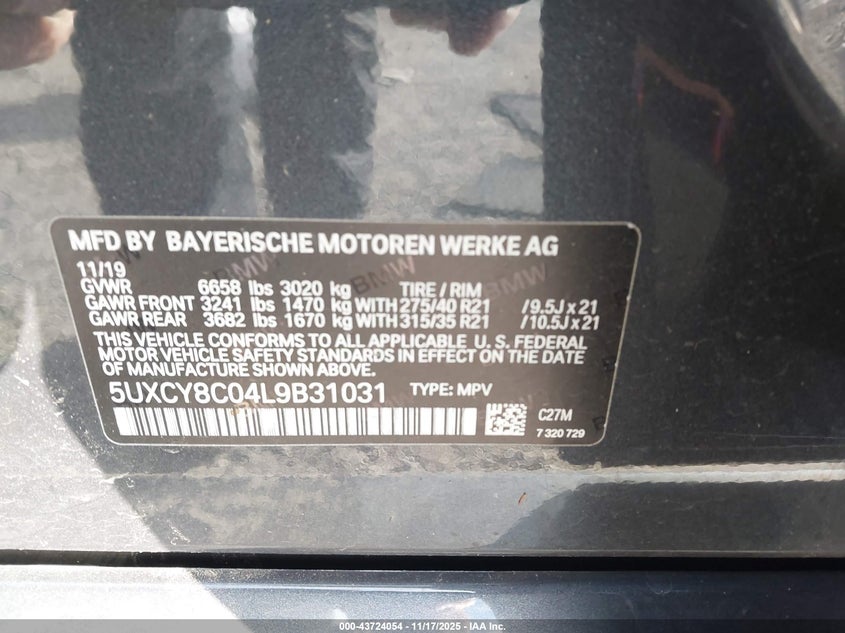 MFD BY BAYERISCHE MOTOREN WERKE AG
11/19
GVWR 6658 lbs 3020 kg TIRE / RIM
GAWR FRONT 3241 lbs 1470 kg WITH 275/40 R21 /9.5J x 21
GAWR REAR 3682 lbs 1670 kg WITH 315/35 R21 /10.5J x 21
THIS VEHICLE CONFORMS TO ALL APPLICABLE U. S. FEDERAL
MOTOR VEHICLE SAFETY STANDARDS IN EFFECT ON THE DATE
OF MANUFACTURE SHOWN ABOVE.
5UXCY8C04L9B31031 TYPE: MPV
C27M
7 320 729
BMW
BMW
BMW
000-43724054 - 11/17/2025 - IAA Inc.